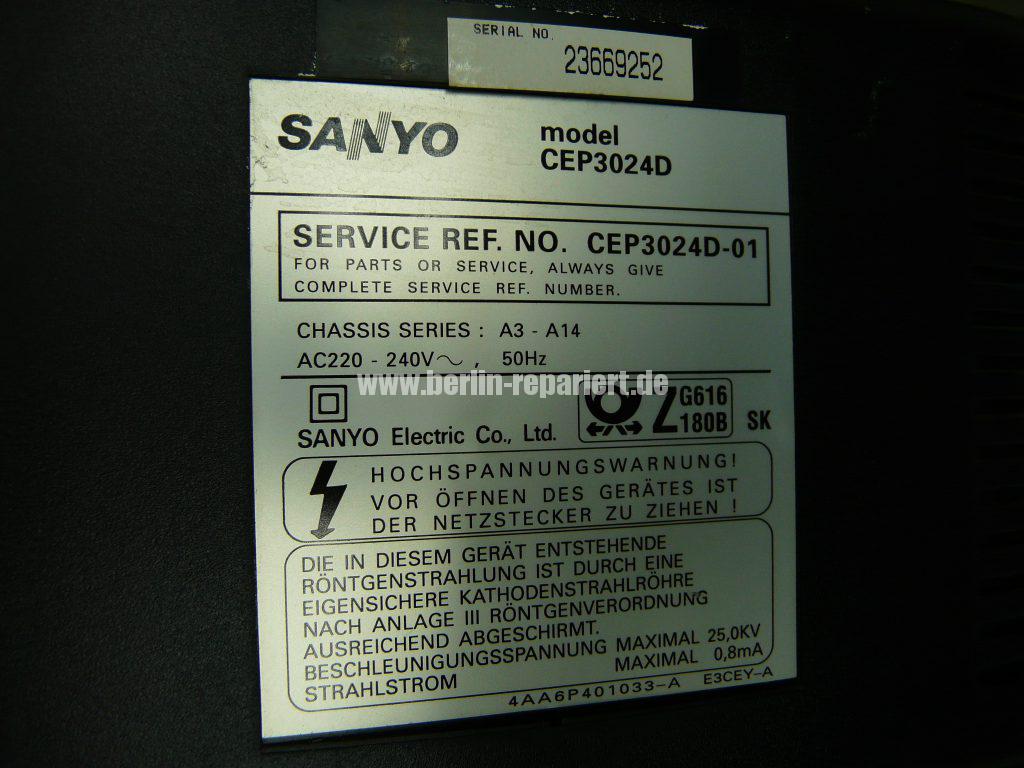 SERIAL NO.
23669252
SANYO
model
CEP3024D
SERVICE REF. NO. CEP3024D-01
FOR PARTS OR SERVICE, ALWAYS GIVE
COMPLETE SERVICE REF. NUMBER.
CHASSIS SERIES : A3 - A14
AC220 - 240V~ , 50Hz
www.berlin-repariert.de
Z G616
180B SK
SANYO Electric Co., Ltd.
HOCHSPANNUNGSWARNUNG!
VOR ÖFFNEN DES GERÄTES IST
DER NETZSTECKER ZU ZIEHEN !
DIE IN DIESEM GERÄT ENTSTEHENDE
RÖNTGENSTRAHLUNG IST DURCH EINE
EIGENSICHERE KATHODENSTRAHLRÖHRE
NACH ANLAGE III RÖNTGENVERORDNUNG
AUSREICHEND ABGESCHIRMT.
BESCHLEUNIGUNGSSPANNUNG MAXIMAL 25,0KV
STRAHLSTROM MAXIMAL 0,8mA
4AA6P401033-A E3CEY-A